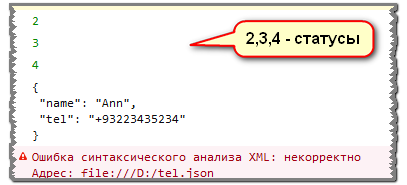 2
2,3,4 - статусы
3
4
{
"name": "Ann",
"tel": "+93223435234"
}
Ошибка синтаксического анализа XML: некорректно
Адрес: file:///D:/tel.json